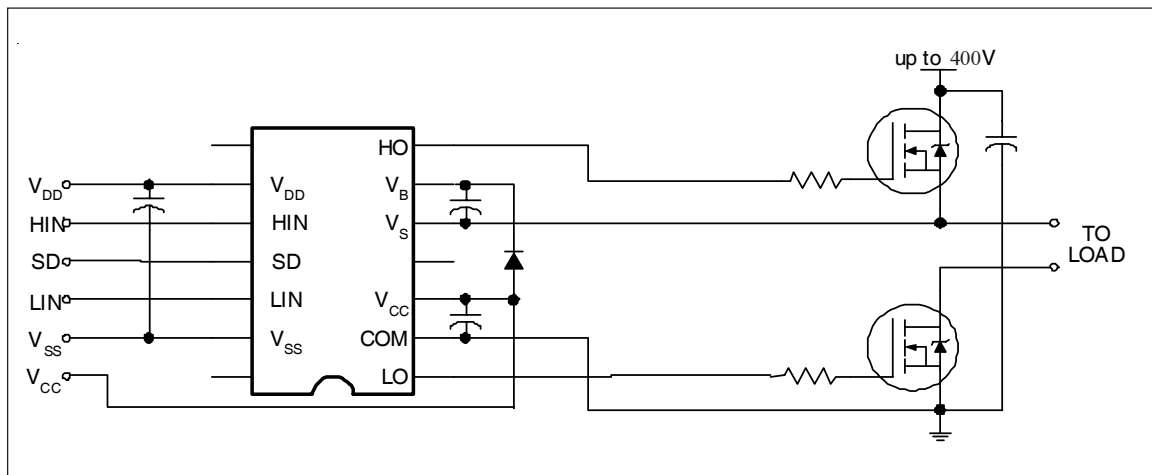 up to 400V
HO
V_DD
V_DD
V_B
HIN
HIN
V_S
TO
LOAD
SD
SD
LIN
LIN
V_CC
V_SS
V_SS
COM
V_CC
LO